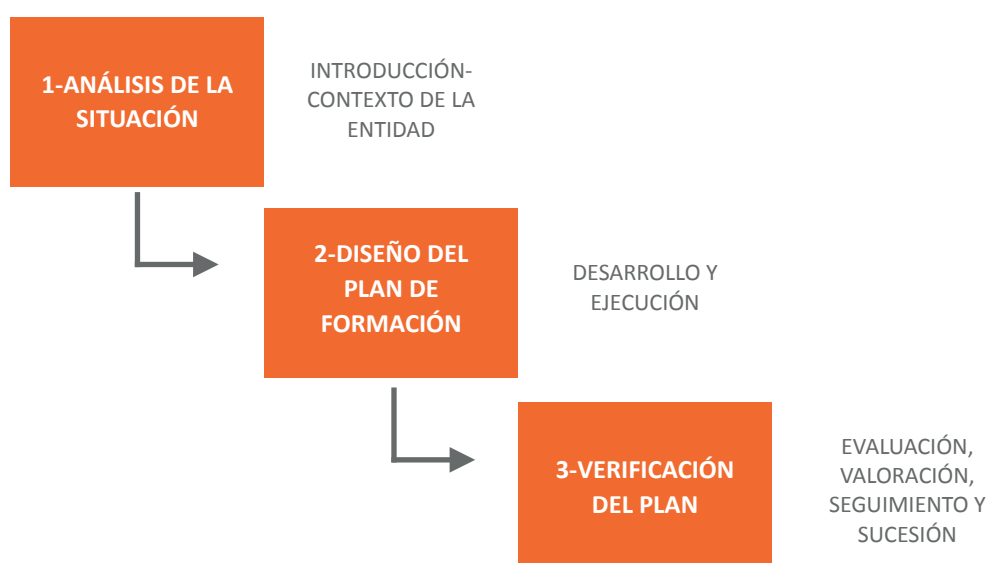 1-ANÁLISIS DE LA
SITUACIÓN
INTRODUCCIÓN-
CONTEXTO DE LA
ENTIDAD
2-DISEÑO DEL
PLAN DE
FORMACIÓN
DESARROLLO Y
EJECUCIÓN
3-VERIFICACIÓN
DEL PLAN
EVALUACIÓN,
VALORACIÓN,
SEGUIMIENTO Y
SUCESIÓN